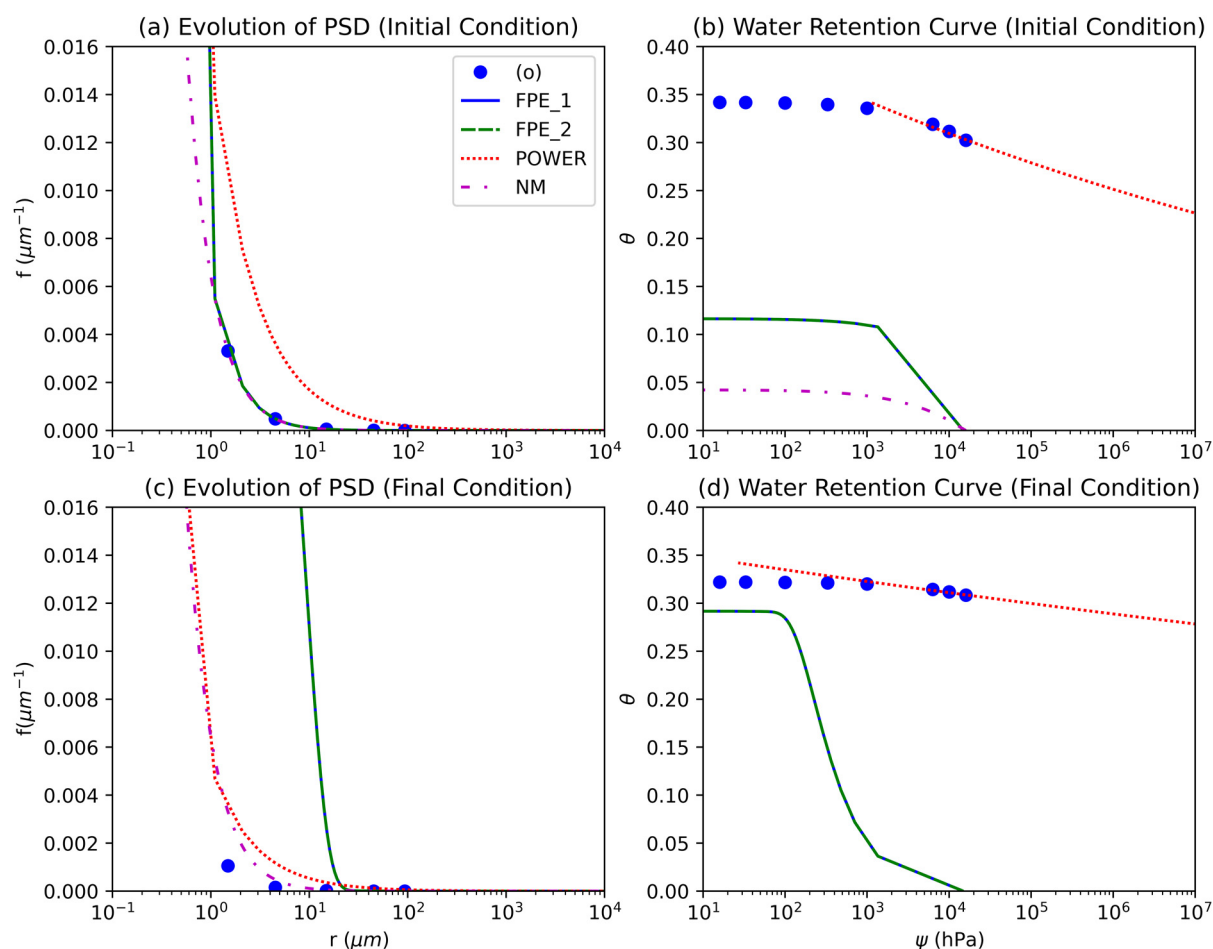 (a) Evolution of PSD (Initial Condition)
0.016
0.014
0.012
0.010
0.008
0.006
0.004
0.002
0.000
f (μm⁻¹)
10⁻¹ 10⁰ 10¹ 10² 10³ 10⁴
(o)
FPE_1
FPE_2
POWER
NM
(b) Water Retention Curve (Initial Condition)
0.40
0.35
0.30
0.25
0.20
0.15
0.10
0.05
0.00
θ
10¹ 10² 10³ 10⁴ 10⁵ 10⁶ 10⁷
(c) Evolution of PSD (Final Condition)
0.016
0.014
0.012
0.010
0.008
0.006
0.004
0.002
0.000
f(μm⁻¹)
10⁻¹ 10⁰ 10¹ 10² 10³ 10⁴
r (μm)
(d) Water Retention Curve (Final Condition)
0.40
0.35
0.30
0.25
0.20
0.15
0.10
0.05
0.00
θ
10¹ 10² 10³ 10⁴ 10⁵ 10⁶ 10⁷
ψ (hPa)